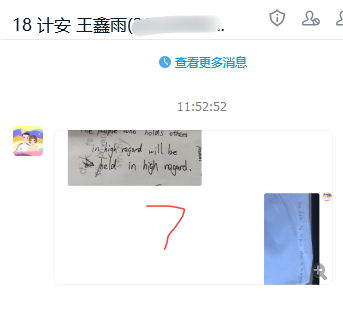 18 计安 王鑫雨(
..
查看更多消息
11:52:52
The people who holds others
in high regard will be
held in high regard.
7